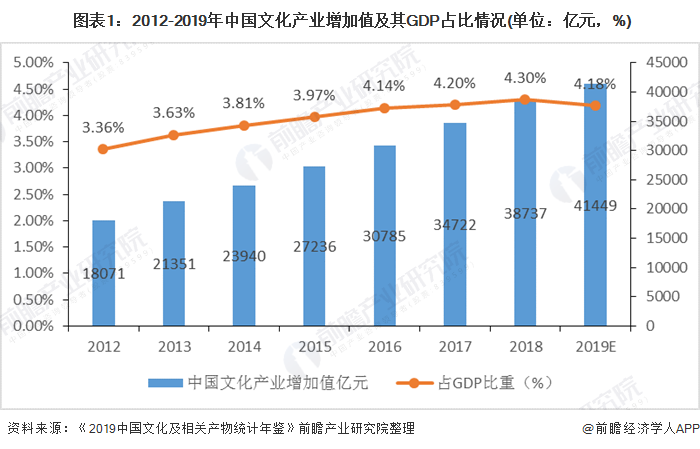 图表1：2012-2019年中国文化产业增加值及其GDP占比情况(单位：亿元，%)
5.00% 45000
4.50% 40000
4.00% 35000
3.50% 30000
3.00% 25000
2.50% 20000
2.00% 15000
1.50% 10000
1.00% 5000
0.50% 0
0.00%
3.36% 3.63% 3.81% 3.97% 4.14% 4.20% 4.30% 4.18%
18071 21351 23940 27236 30785 34722 38737 41449
2012 2013 2014 2015 2016 2017 2018 2019E
中国文化产业增加值亿元 占GDP比重（%）
资料来源：《2019中国文化及相关产物统计年鉴》前瞻产业研究院整理 @前瞻经济学人APP
前瞻产业研究院